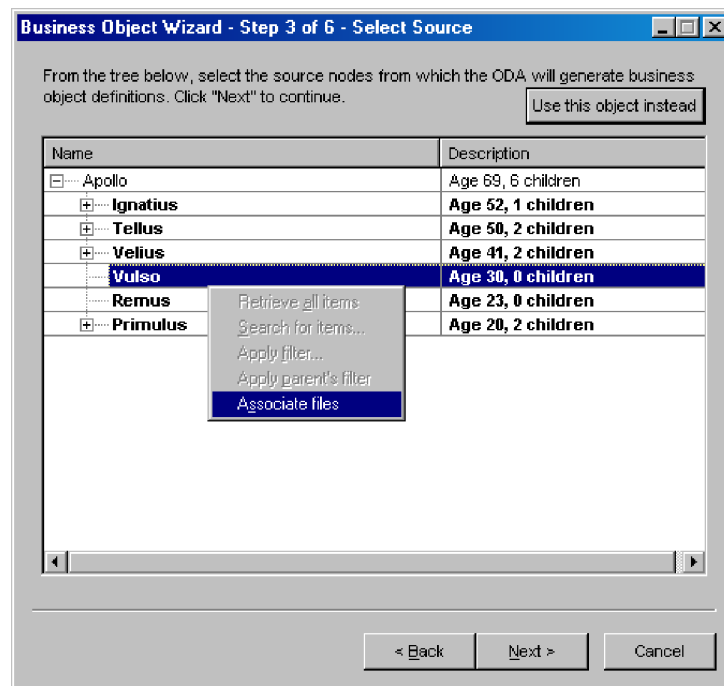 Business Object Wizard - Step 3 of 6 - Select Source
From the tree below, select the source nodes from which the ODA will generate business
object definitions. Click "Next" to continue.
Use this object instead
Name Description
Apollo Age 69, 6 children
Ignatius Age 52, 1 children
Tellus Age 50, 2 children
Velius Age 41, 2 children
Vulso Age 30, 0 children
Remus Age 23, 0 children
Primulus Age 20, 2 children
Retrieve all items
Search for items...
Apply filter...
Apply parent's filter
Associate files
< Back Next > Cancel